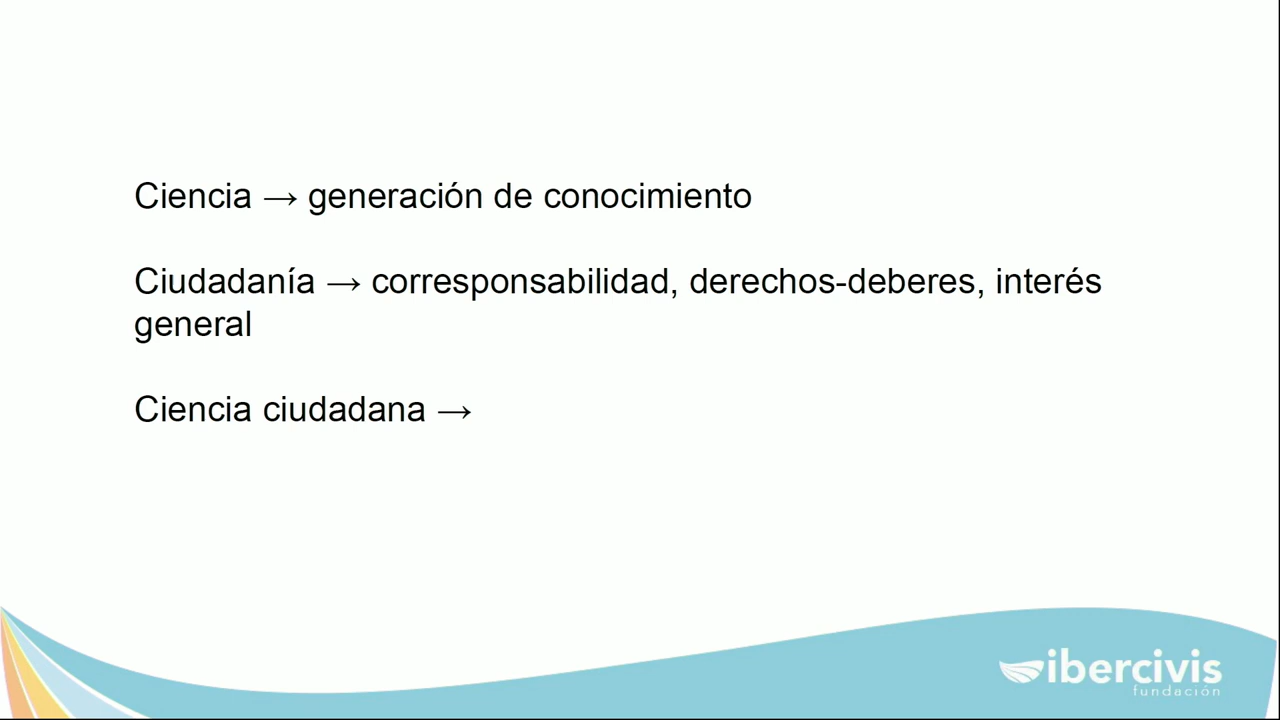 Ciencia → generación de conocimiento
Ciudadanía → corresponsabilidad, derechos-deberes, interés
general
Ciencia ciudadana →
ibercivis
fundación